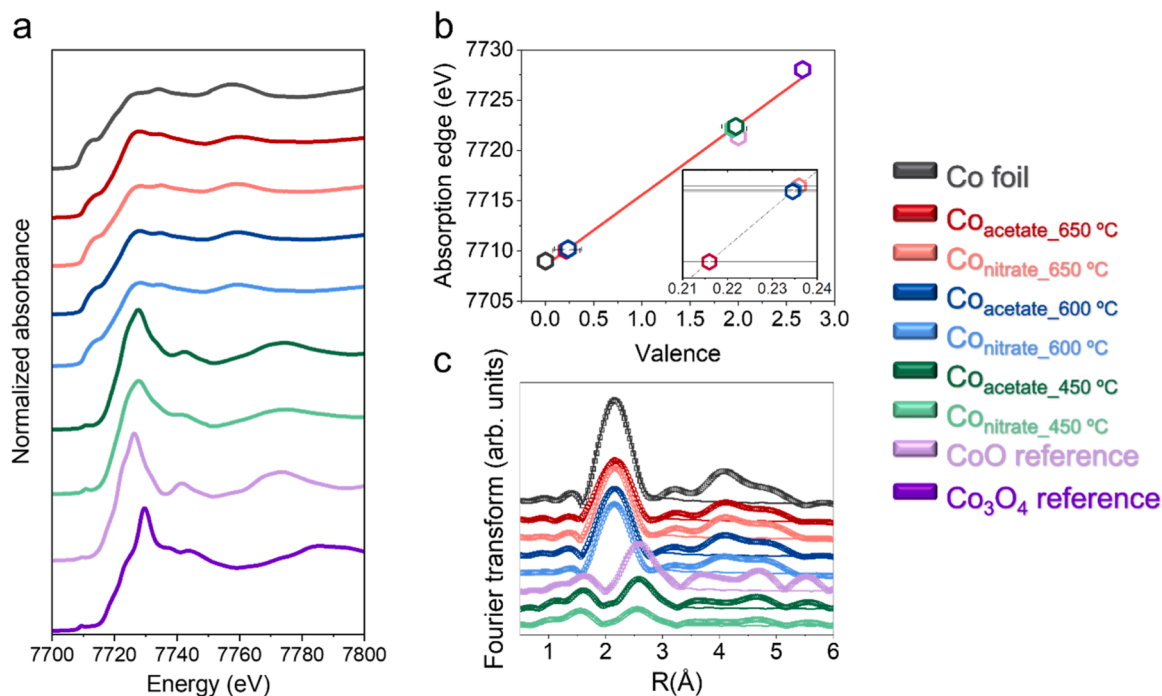 a
Normalized absorbance
7700 7720 7740 7760 7780 7800
Energy (eV)
b
Absorption edge (eV)
7730
7725
7720
7715
7710
7705
0.21 0.22 0.23 0.24
0.0 0.5 1.0 1.5 2.0 2.5 3.0
Valence
c
Fourier transform (arb. units)
1 2 3 4 5 6
R(Å)
Co foil
Coacetate_650 ºC
Conitrate_650 ºC
Coacetate_600 ºC
Conitrate_600 ºC
Coacetate_450 ºC
Conitrate_450 ºC
CoO reference
Co3O4 reference